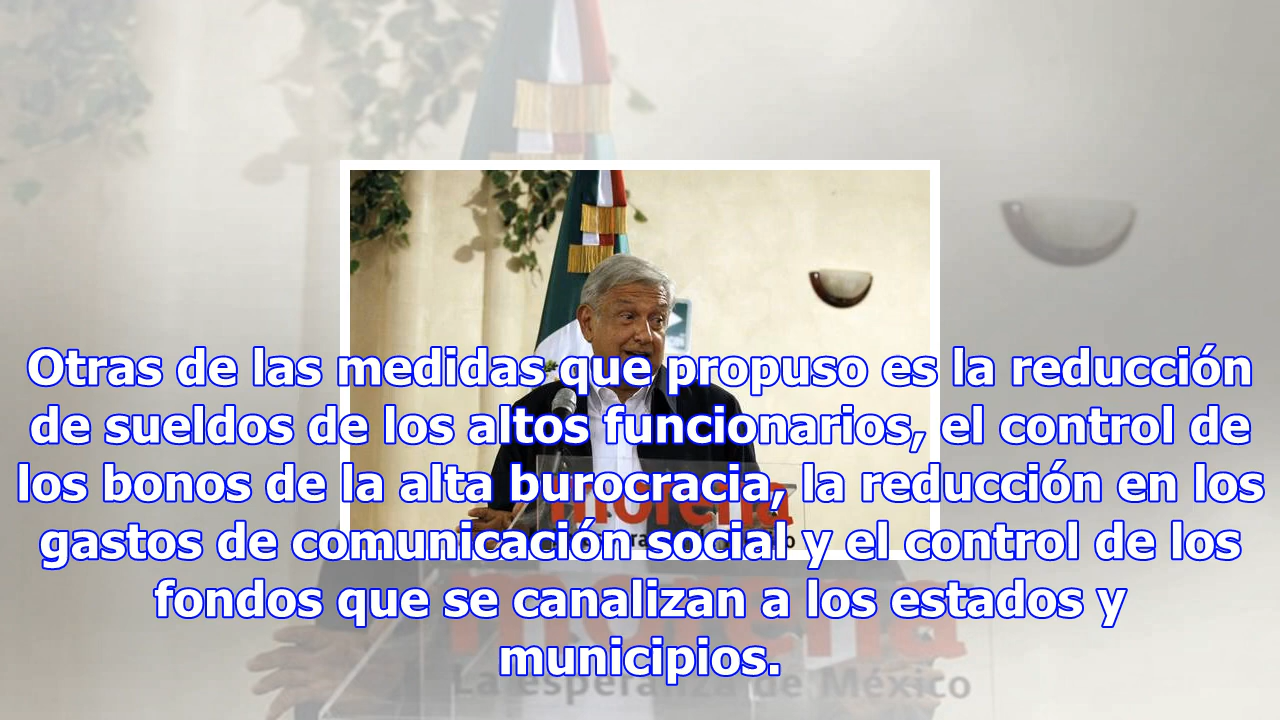 Otras de las medidas que propuso es la reducción
de sueldos de los altos funcionarios, el control de
los bonos de la alta burocracia, la reducción en los
gastos de comunicación social y el control de los
fondos que se canalizan a los estados y
municipios.
morena
morena
La esperanza de México